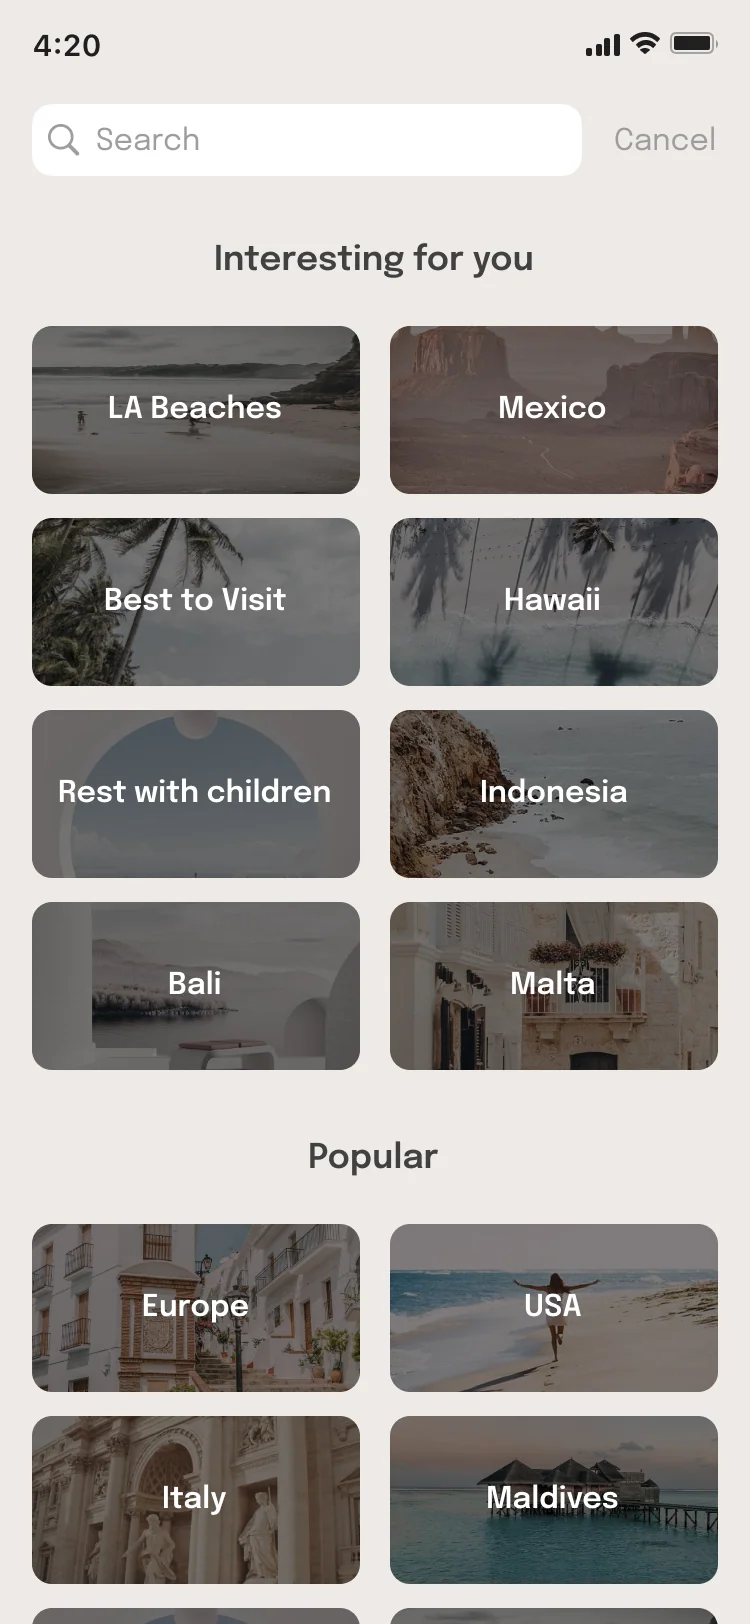 4:20
Search
Cancel
Interesting for you
LA Beaches
Mexico
Best to Visit
Hawaii
Rest with children
Indonesia
Bali
Malta
Popular
Europe
USA
Italy
Maldives